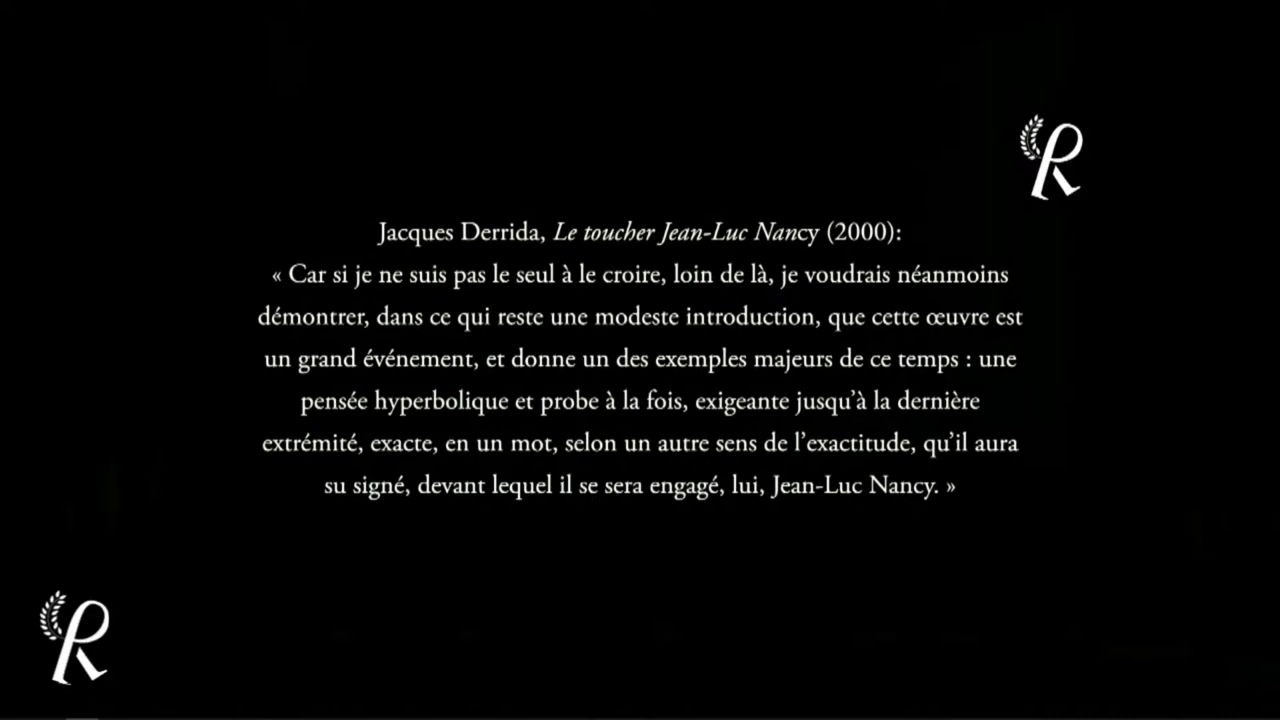 R
Jacques Derrida, Le toucher Jean-Luc Nancy (2000):
« Car si je ne suis pas le seul à le croire, loin de là, je voudrais néanmoins
démontrer, dans ce qui reste une modeste introduction, que cette œuvre est
un grand événement, et donne un des exemples majeurs de ce temps : une
pensée hyperbolique et probe à la fois, exigeante jusqu’à la dernière
extrémité, exacte, en un mot, selon un autre sens de l’exactitude, qu’il aura
su signé, devant lequel il se sera engagé, lui, Jean-Luc Nancy. »
R